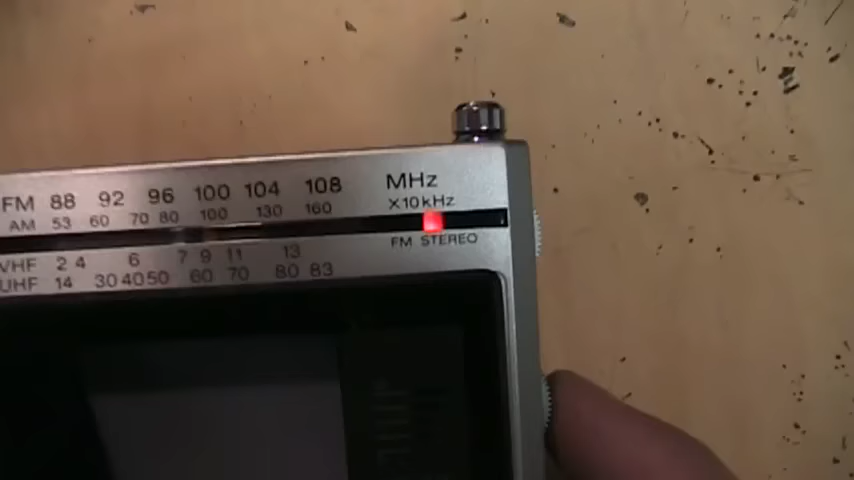 FM 88 92 96 100 104 108 MHz
AM 53 60 70 80 100 130 160 X10kHz
FM STEREO
VHF 2 4 6 7 9 11 13
UHF 14 30 40 50 60 70 80 83